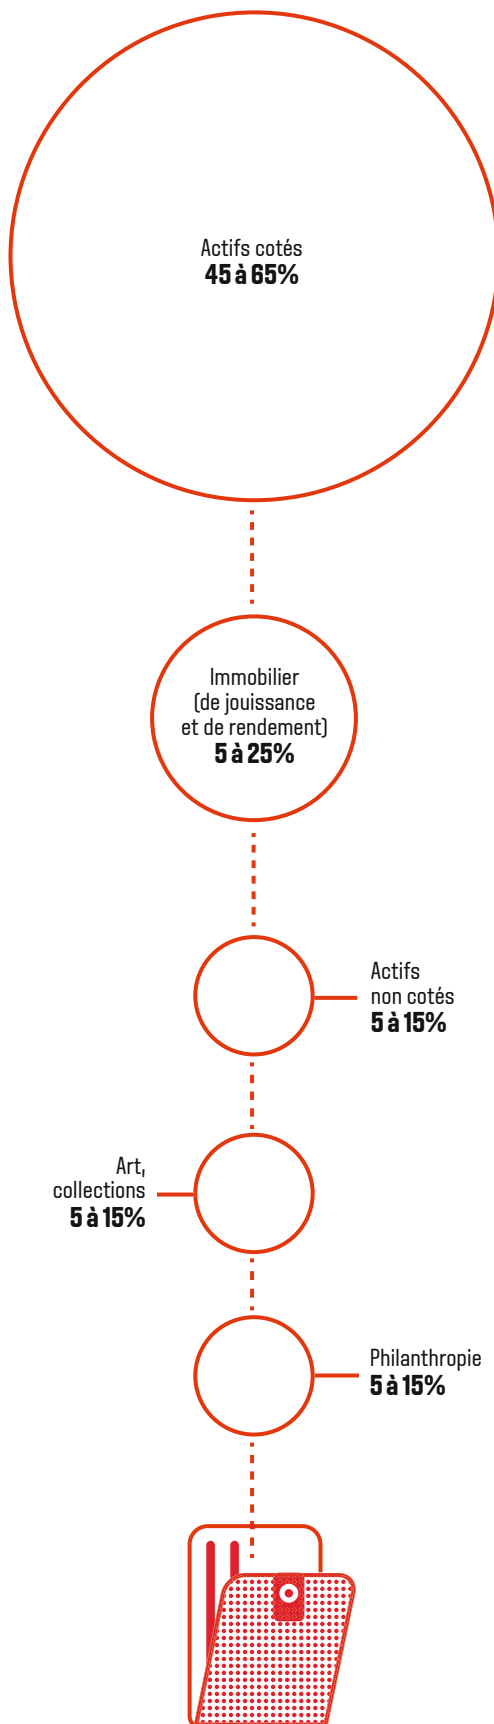 Actifs cotés
45 à 65%
Immobilier
(de jouissance
et de rendement)
5 à 25%
Actifs
non cotés
5 à 15%
Art,
collections
5 à 15%
Philanthropie
5 à 15%